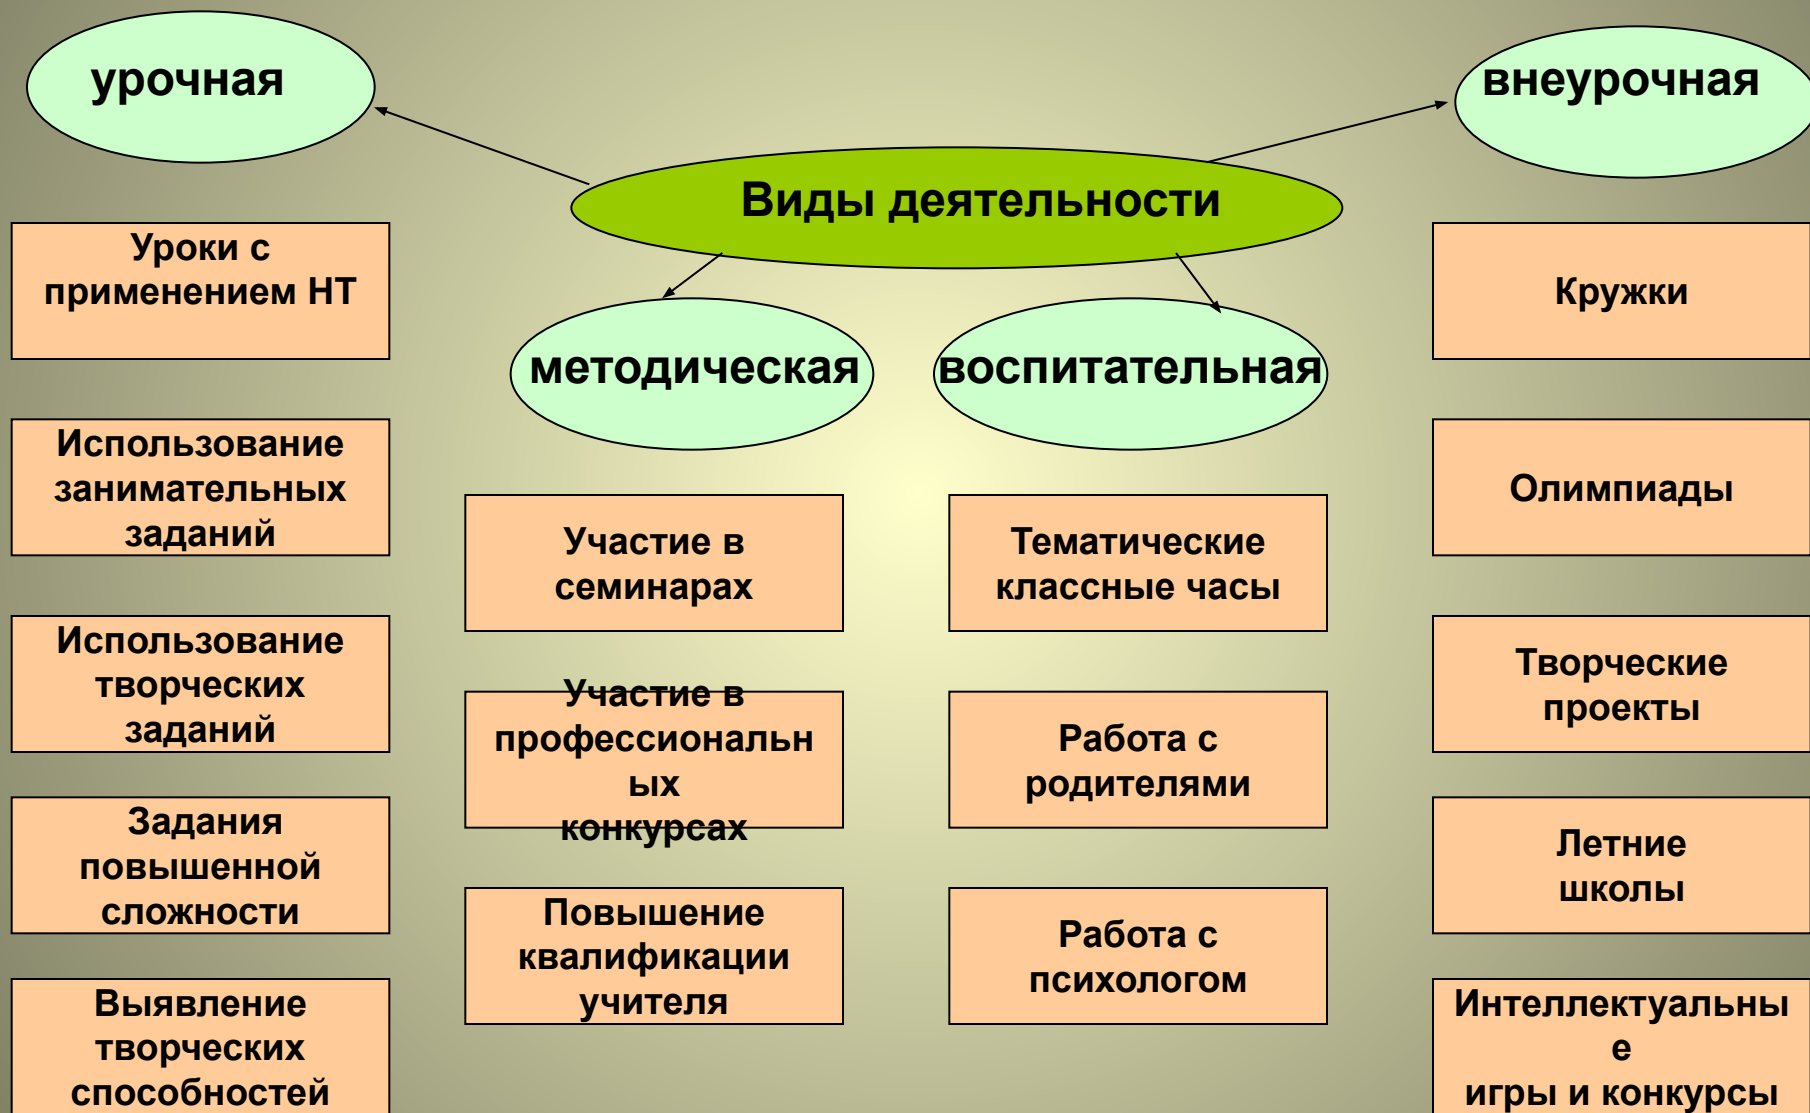 урочная
внеурочная
Виды деятельности
методическая
воспитательная
Уроки с
применением НТ
Использование
занимательных
заданий
Использование
творческих
заданий
Задания
повышенной
сложности
Выявление
творческих
способностей
Участие в
семинарах
Участие в
профессиональн
ых
конкурсах
Повышение
квалификации
учителя
Тематические
классные часы
Работа с
родителями
Работа с
психологом
Кружки
Олимпиады
Творческие
проекты
Летние
школы
Интеллектуальны
е
игры и конкурсы